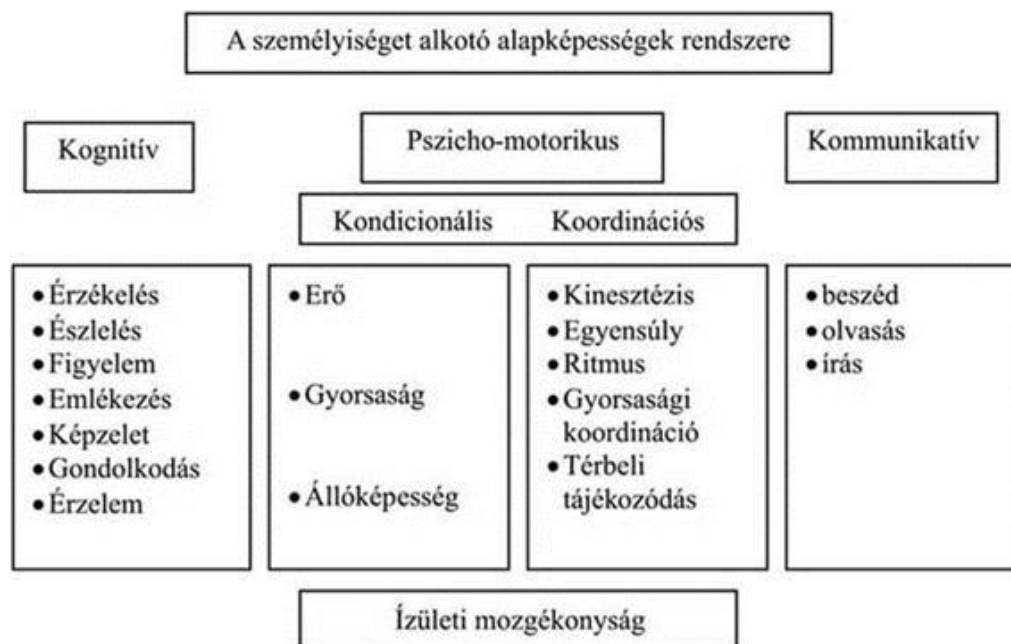 A személyiséget alkotó alapképességek rendszere
Kognitív
Pszicho-motorikus
Kommunikatív
Kondicionális Koordinációs
• Érzékelés
• Észlelés
• Figyelem
• Emlékezés
• Képzelet
• Gondolkodás
• Érzelem
• Erő
• Gyorsaság
• Állóképesség
• Kinesztézis
• Egyensúly
• Ritmus
• Gyorsasági
koordináció
• Térbeli
tájékozódás
• beszéd
• olvasás
• írás
Ízületi mozgékonyság